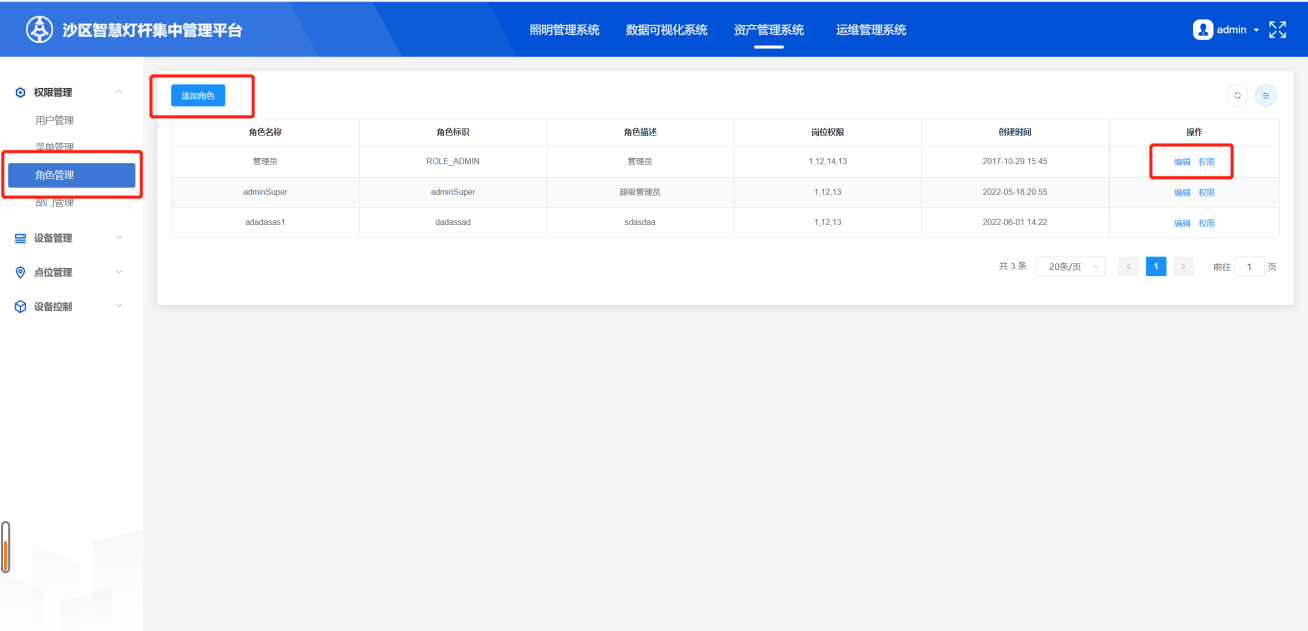 沙区智慧灯杆集中管理平台
照明管理系统 数据可视化系统 资产管理系统 运维管理系统
admin
权限管理
用户管理
菜单管理
角色管理
部门管理
设备管理
点位管理
设备控制
添加角色
角色名称 角色标识 角色描述 岗位权限 创建时间 操作
管理员 ROLE_ADMIN 管理员 1,12,14,13 2017-10-29 15:45 编辑 权限
adminSuper adminSuper 超级管理员 1,12,13 2022-05-18 20:55 编辑 权限
adadasas1 dadassad sdasdaa 1,12,13 2022-06-01 14:22 编辑 权限
共 3 条 20条/页 1 前往 1 页